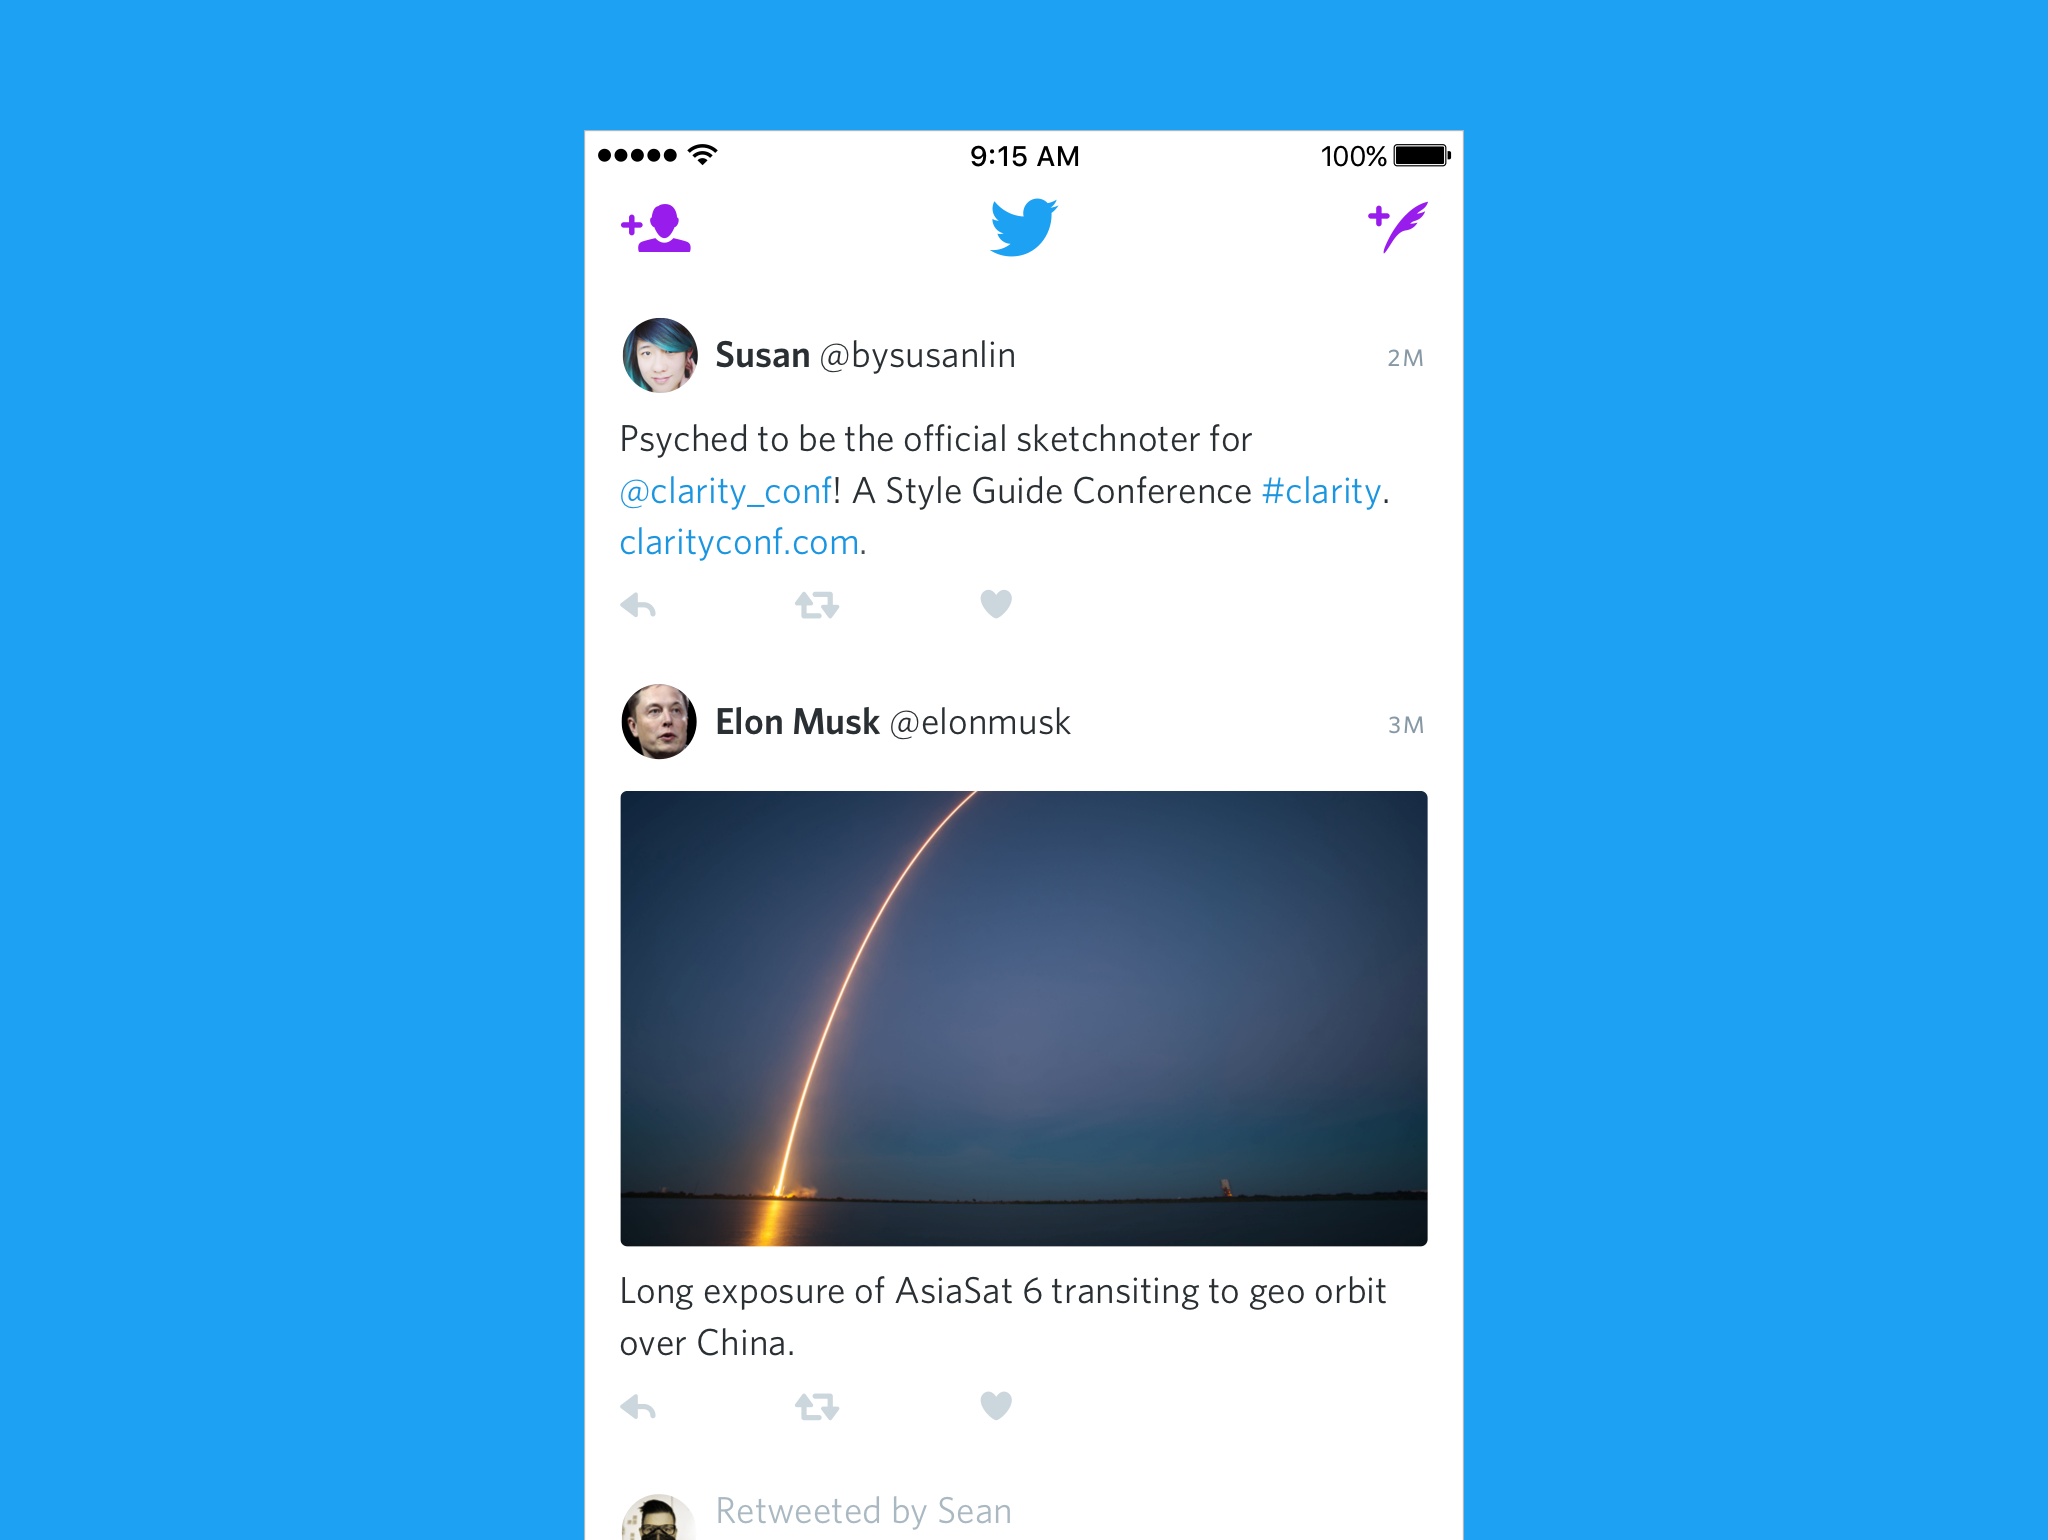 9:15 AM
100%
Susan @bysusanlin
2M
Psyched to be the official sketchnoter for
@clarity_conf! A Style Guide Conference #clarity.
clarityconf.com.
Elon Musk @elonmusk
3M
Long exposure of AsiaSat 6 transiting to geo orbit
over China.
Retweeted by Sean